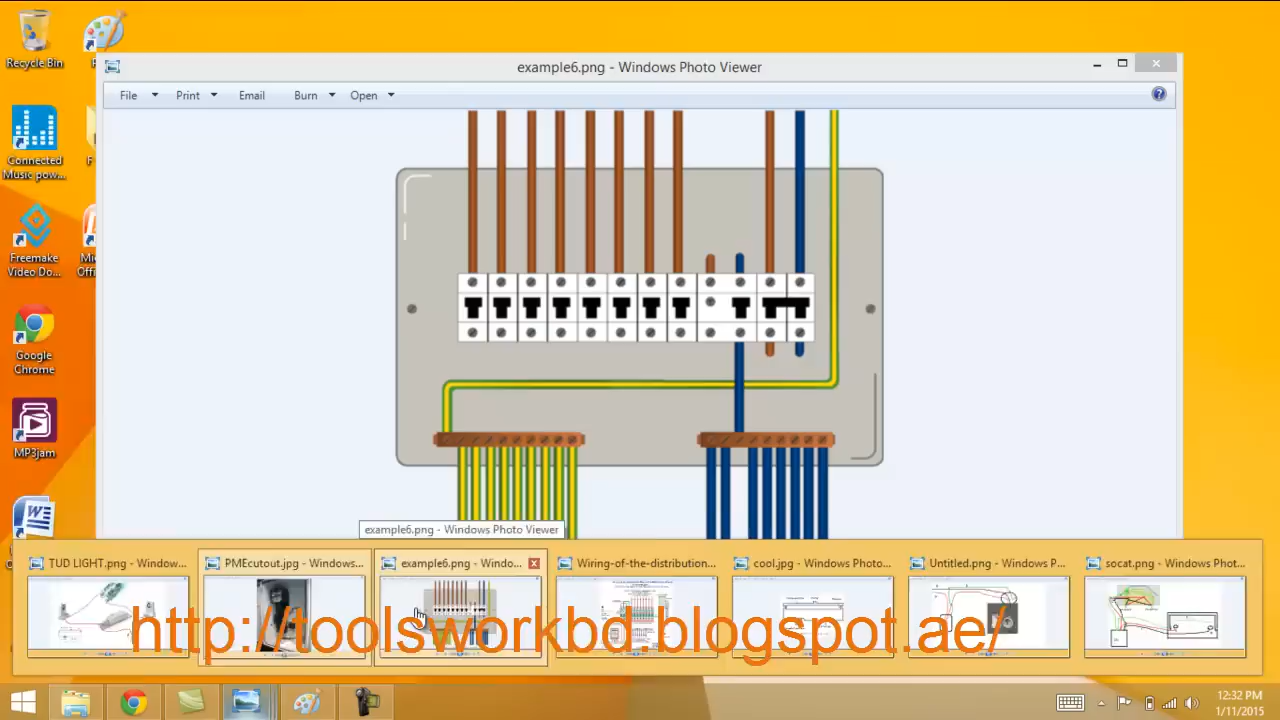 example6.png - Windows Photo Viewer
File Print Email Burn Open
Recycle Bin
Connected
Music pow...
Freemake
Video Do...
Google
Chrome
MP3jam
example6.png - Windows Photo Viewer
TUD LIGHT.png - Window...
PMEcutout.jpg - Windows...
example6.png - Windo...
Wiring-of-the-distribution...
cool.jpg - Windows Photo...
Untitled.png - Windows P...
socat.png - Windows Phot...
http://toolsworkbd.blogspot.ae/
12:32 PM
1/11/2015